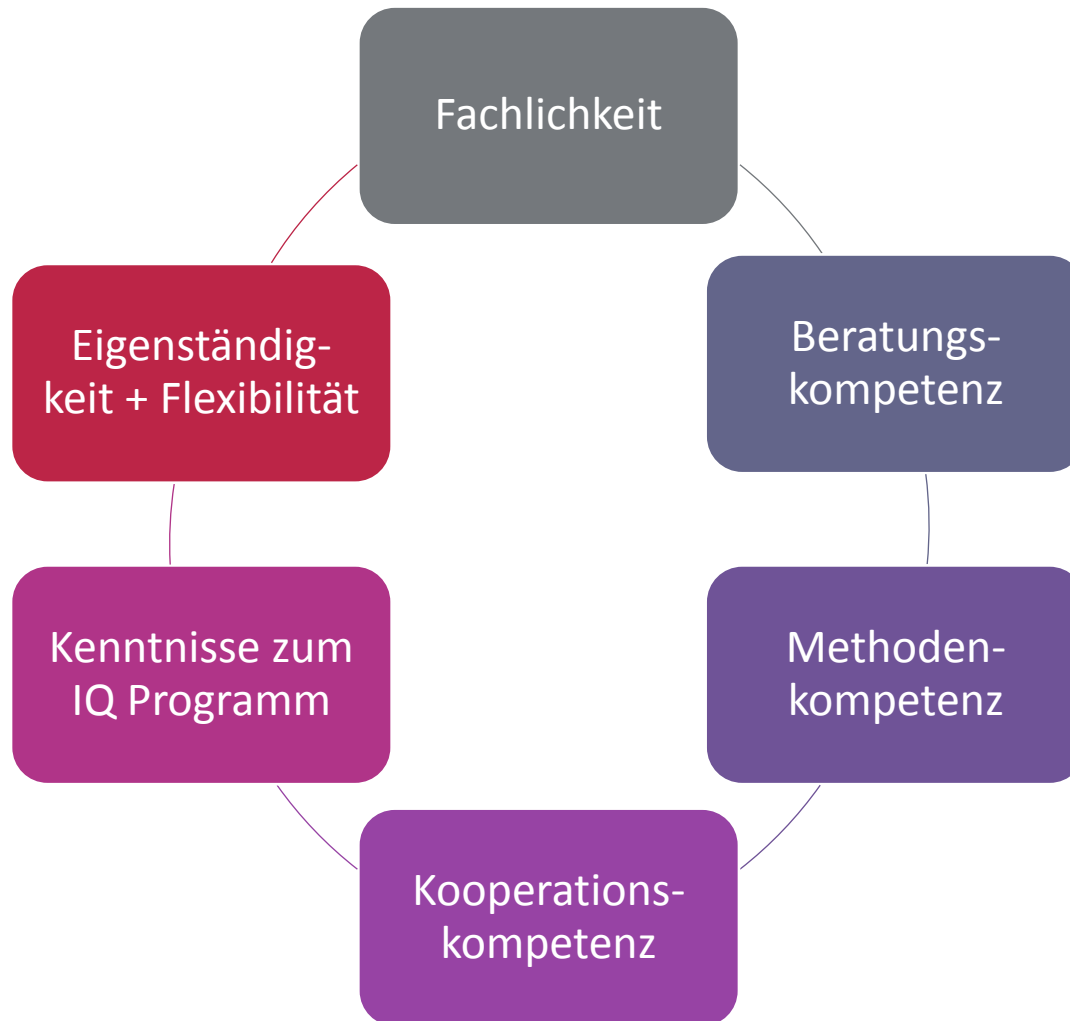 Fachlichkeit
Beratungs-
kompetenz
Methoden-
kompetenz
Kooperations-
kompetenz
Kenntnisse zum
IQ Programm
Eigenständig-
keit + Flexibilität